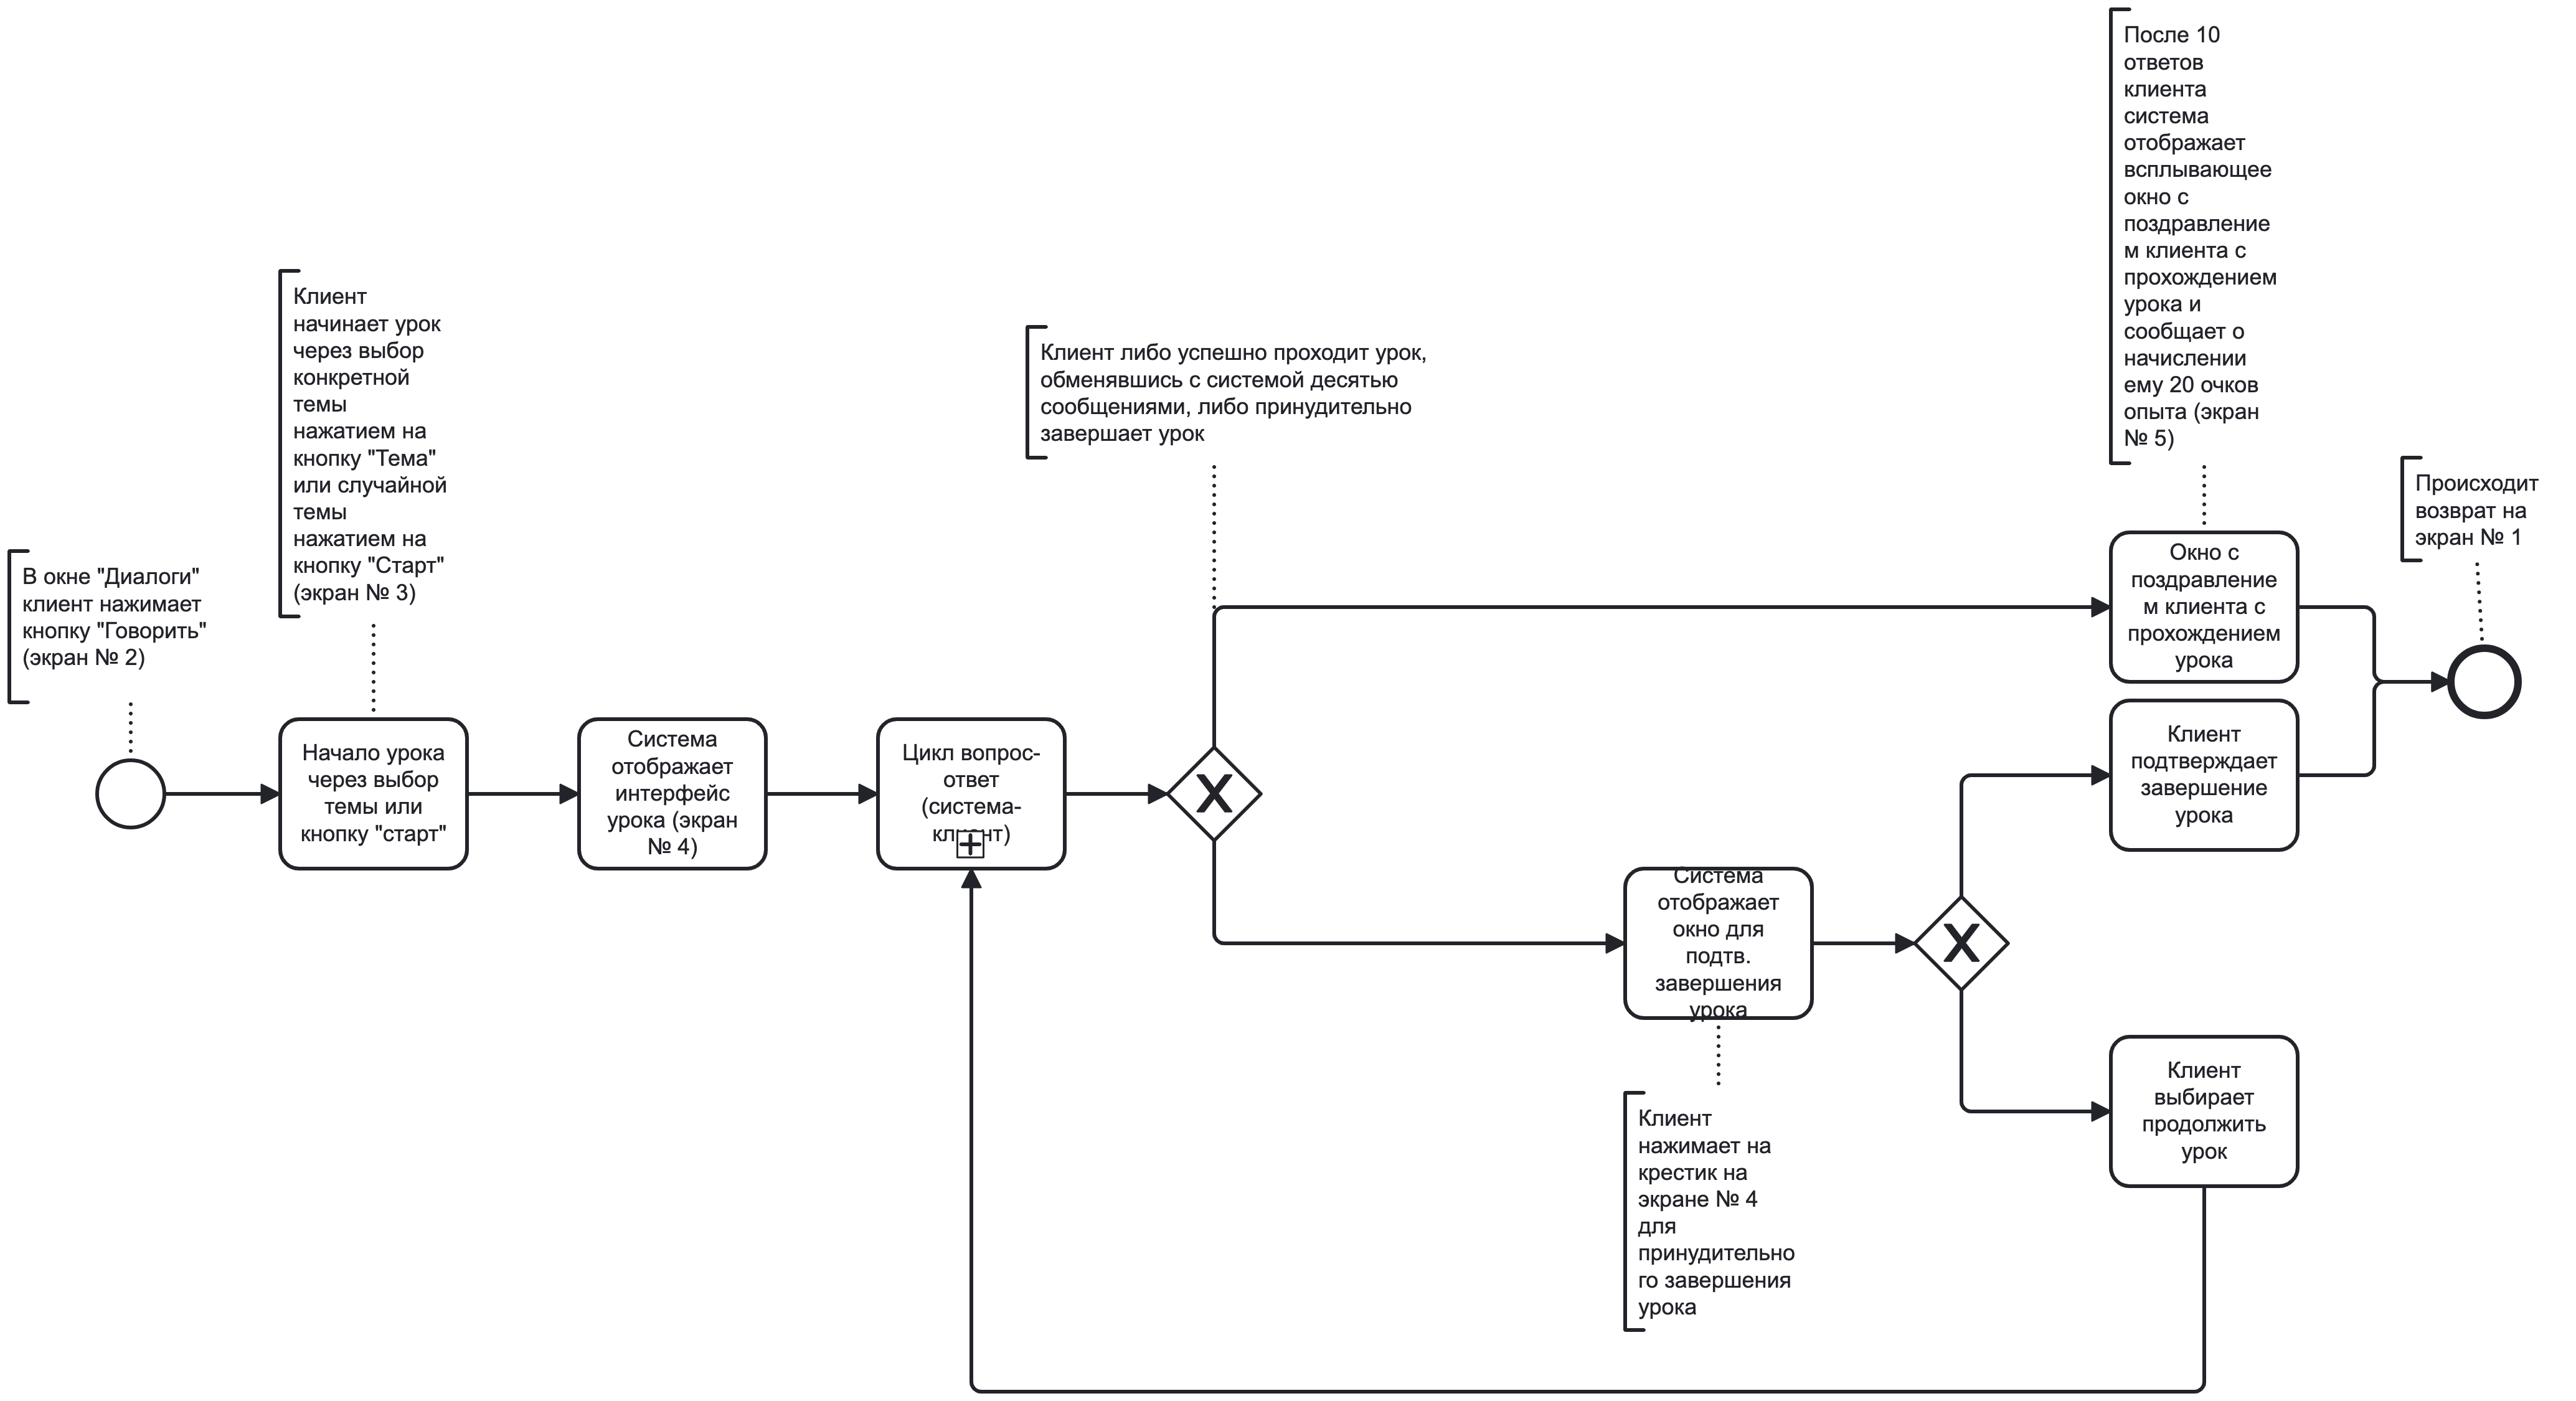 После 10
ответов
клиента
система
отображает
всплывающее
окно с
поздравление
м клиента с
прохождением
урока и
сообщает о
начислении
ему 20 очков
опыта (экран
№ 5)
Клиент
начинает урок
через выбор
конкретной
темы
нажатием на
кнопку "Тема"
или случайной
темы
нажатием на
кнопку "Старт"
(экран № 3)
Клиент либо успешно проходит урок,
обменявшись с системой десятью
сообщениями, либо принудительно
завершает урок
Происходит
возврат на
экран № 1
В окне "Диалоги"
клиент нажимает
кнопку "Говорить"
(экран № 2)
Окно с
поздравление
м клиента с
прохождением
урока
Начало урока
через выбор
темы или
кнопку "старт"
Система
отображает
интерфейс
урока (экран
№ 4)
Цикл вопрос-
ответ
(система-
клиент)
X
Клиент
подтверждает
завершение
урока
Система
отображает
окно для
подтв.
завершения
урока
X
Клиент
выбирает
продолжить
урок
Клиент
нажимает на
крестик на
экране № 4
для
принудительно
го завершения
урока